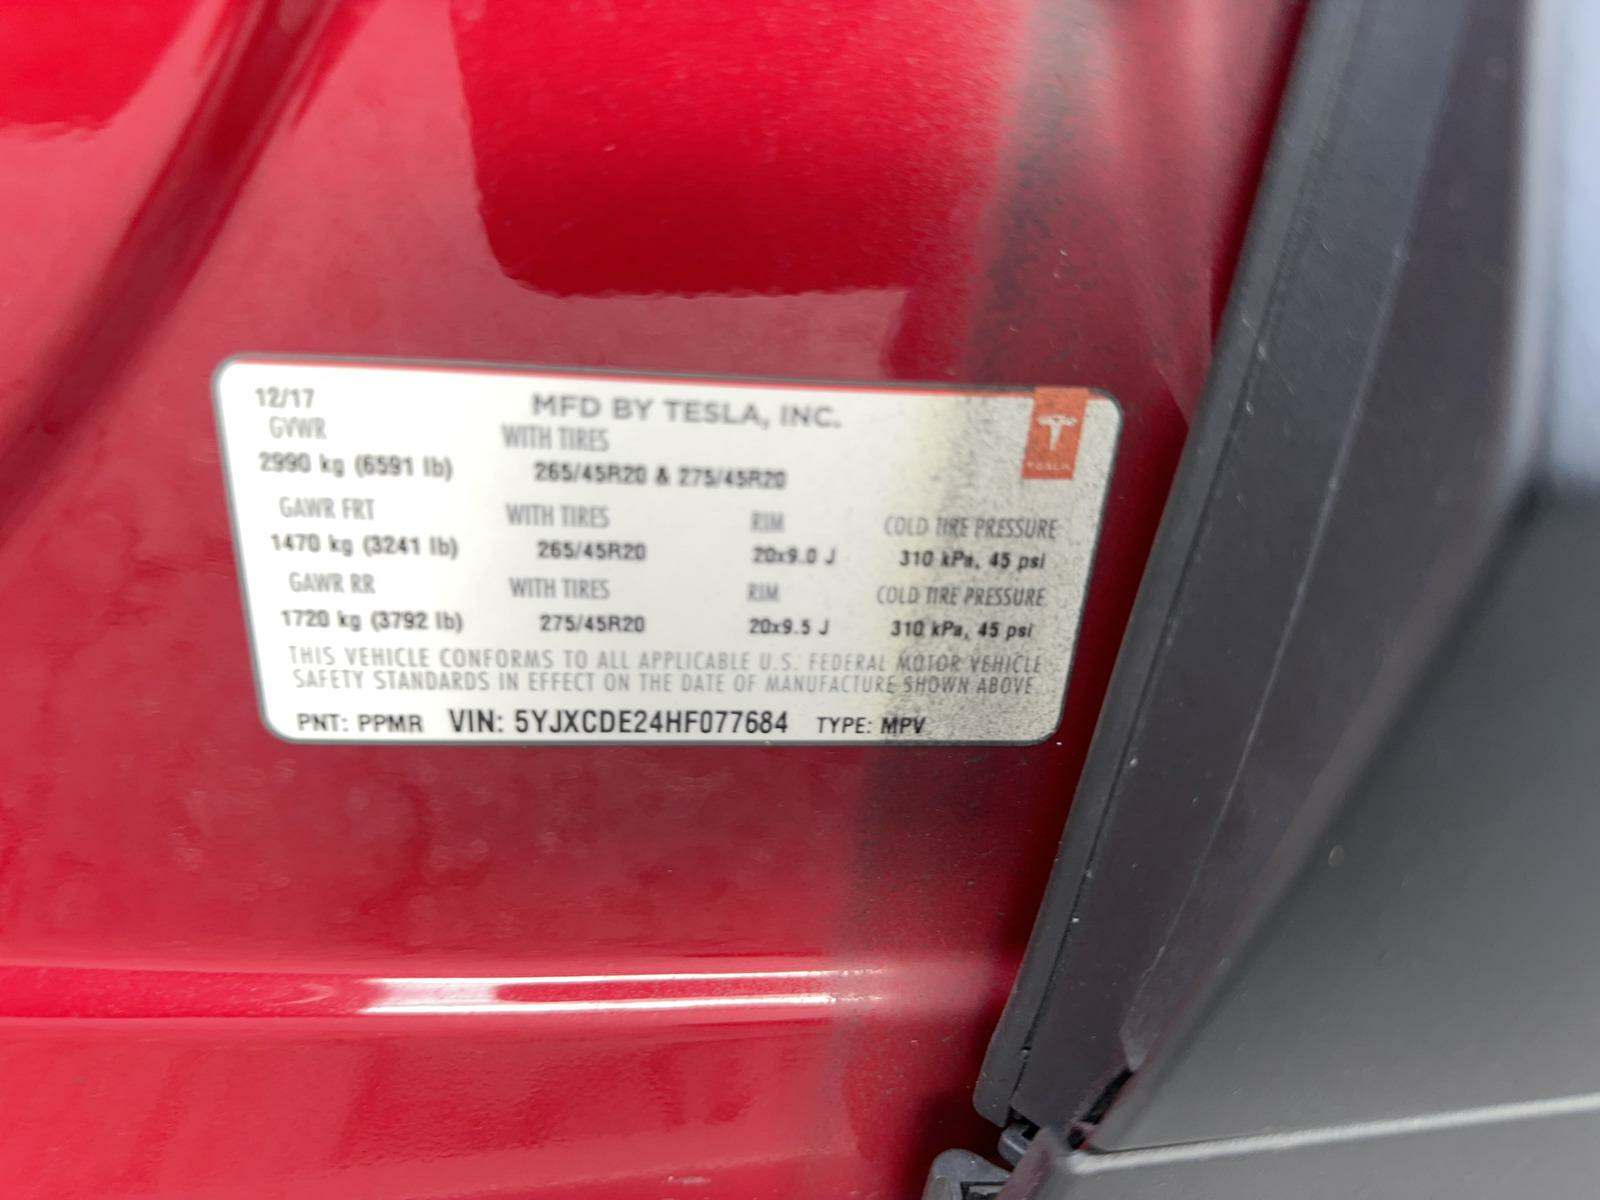 12/17 MFD BY TESLA, INC.
GVWR WITH TIRES
2990 kg (6591 lb) 265/45R20 & 275/45R20
TESLA
GAWR FRT WITH TIRES RIM COLD TIRE PRESSURE
1470 kg (3241 lb) 265/45R20 20x9.0 J 310 kPa, 45 psi
GAWR RR WITH TIRES RIM COLD TIRE PRESSURE
1720 kg (3792 lb) 275/45R20 20x9.5 J 310 kPa, 45 psi
THIS VEHICLE CONFORMS TO ALL APPLICABLE U.S. FEDERAL MOTOR VEHICLE
SAFETY STANDARDS IN EFFECT ON THE DATE OF MANUFACTURE SHOWN ABOVE.
PNT: PPMR VIN: 5YJXCDE24HF077684 TYPE: MPV